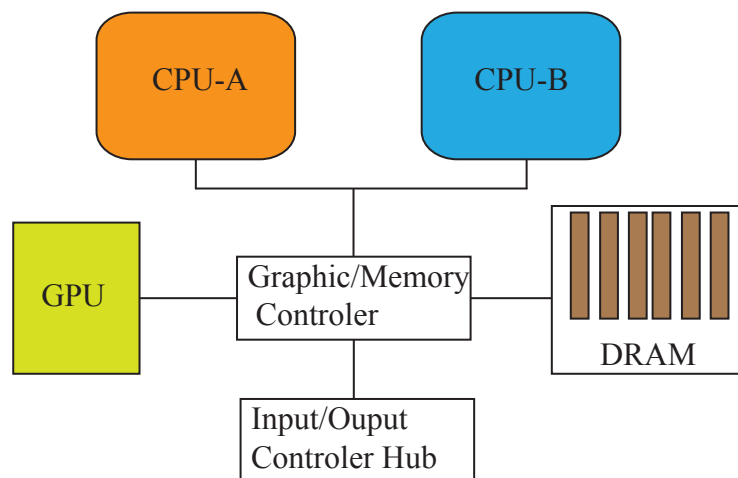 CPU-A
CPU-B
GPU
Graphic/Memory
Controler
DRAM
Input/Ouput
Controler Hub